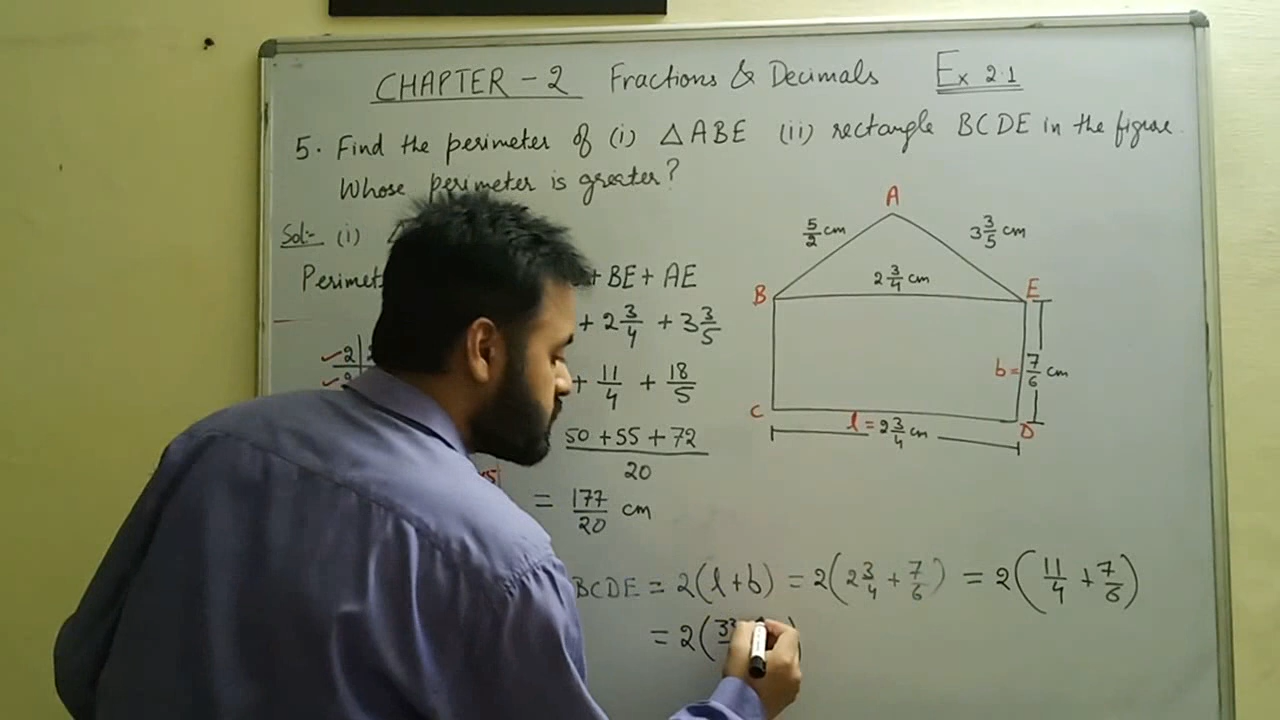 CHAPTER - 2 Fractions & Decimals Ex 2.1
5. Find the perimeter of (i) △ABE (ii) rectangle BCDE in the figure.
Whose perimeter is greater?
Sol:- (i)
+ BE + AE
+ 2 3/4 + 3 3/5
+ 11/4 + 18/5
50 + 55 + 72
20
= 177/20 cm
BCDE = 2(l+b) = 2(2 3/4 + 7/6) = 2(11/4 + 7/6)
= 2(33
A
5/2 cm
3 3/5 cm
2 3/4 cm
B
E
b = 7/6 cm
C
l = 2 3/4 cm
D